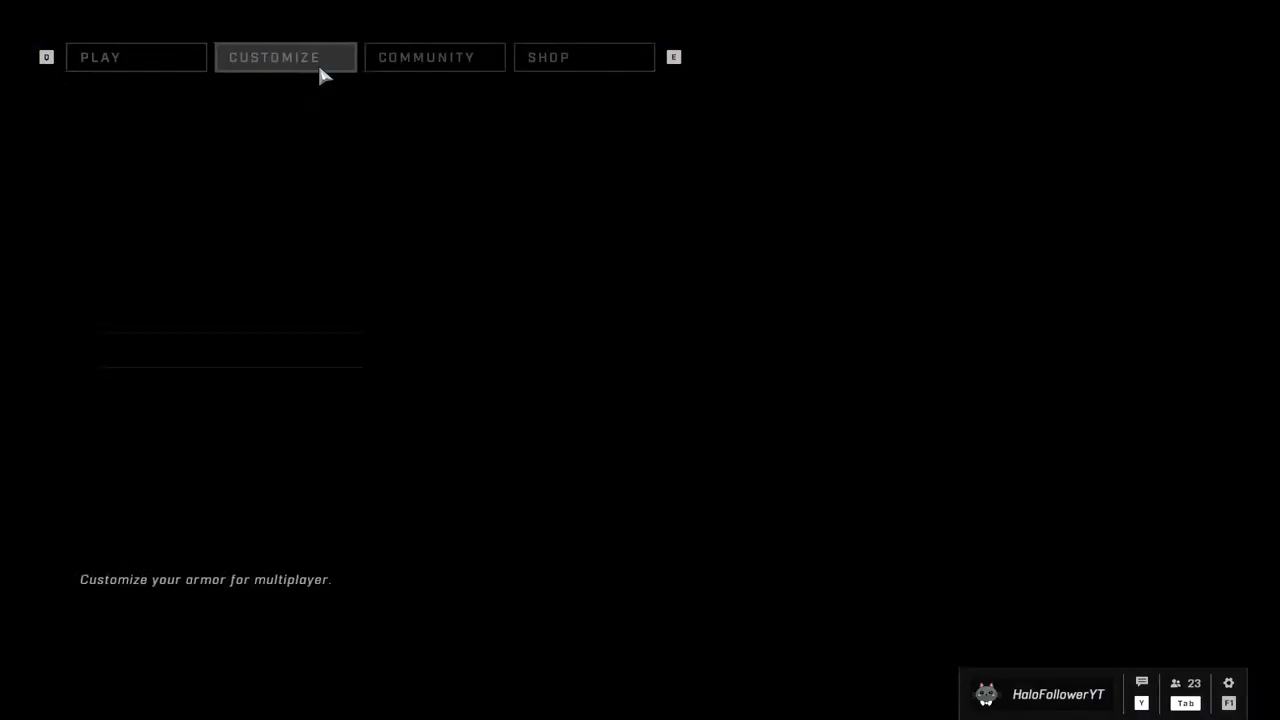 Q PLAY CUSTOMIZE COMMUNITY SHOP E
Customize your armor for multiplayer.
HaloFollowerYT 23
Y Tab F1